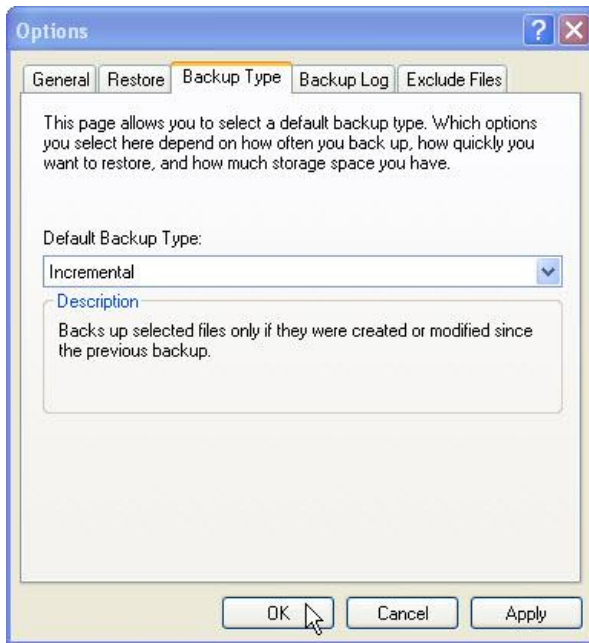 Options
General Restore Backup Type Backup Log Exclude Files
This page allows you to select a default backup type. Which options
you select here depend on how often you back up, how quickly you
want to restore, and how much storage space you have.
Default Backup Type:
Incremental
Description
Backs up selected files only if they were created or modified since
the previous backup.
OK Cancel Apply